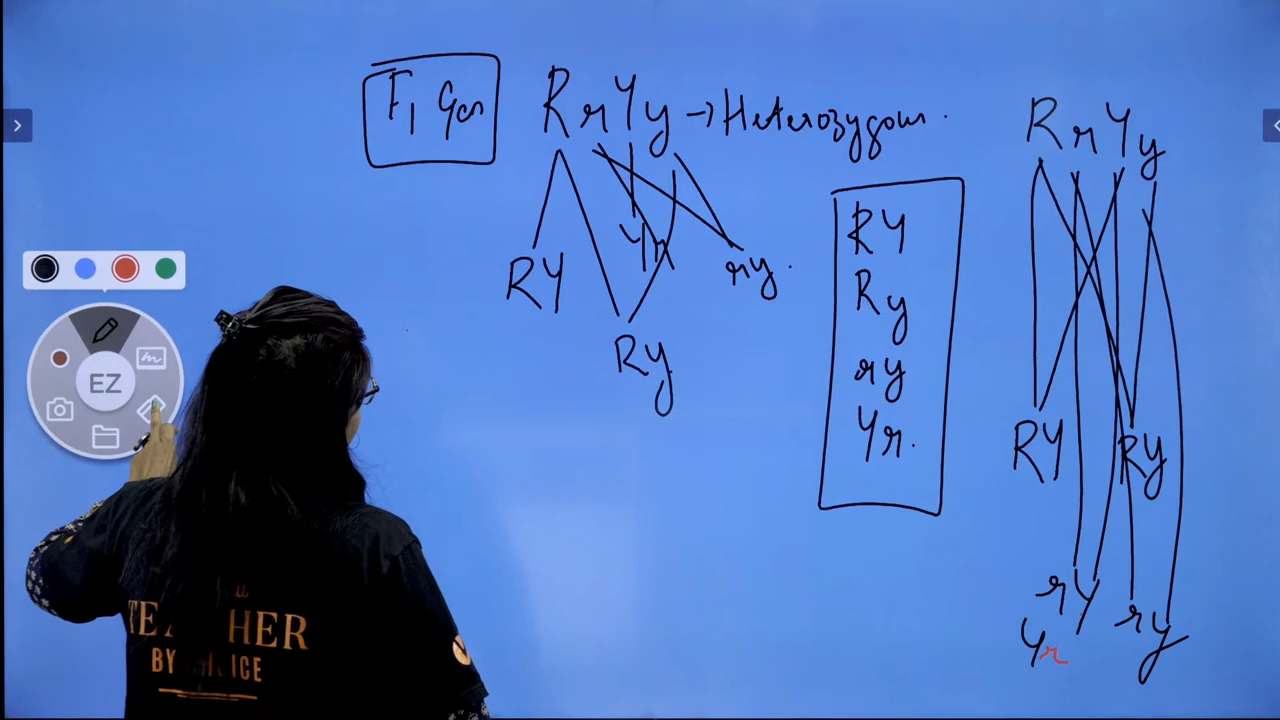 F1 Gen
RrYy → Heterozygous.
RY
Yr
ry.
Ry
RY
Ry
ry
Yr.
RrYy
RY
Ry
rY
Yr
ry
EZ
TEACHER
BY CHOICE